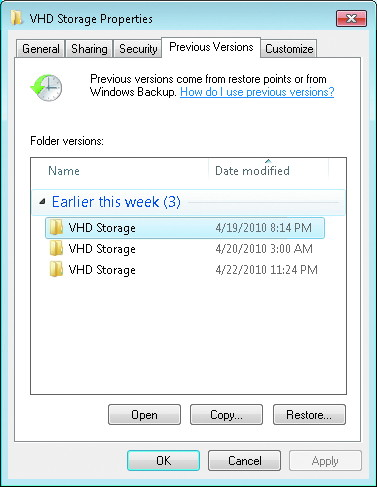 VHD Storage Properties
General Sharing Security Previous Versions Customize
Previous versions come from restore points or from
Windows Backup. How do I use previous versions?
Folder versions:
Name Date modified
Earlier this week (3)
VHD Storage 4/19/2010 8:14 PM
VHD Storage 4/20/2010 3:00 AM
VHD Storage 4/22/2010 11:24 PM
Open Copy... Restore...
OK Cancel Apply